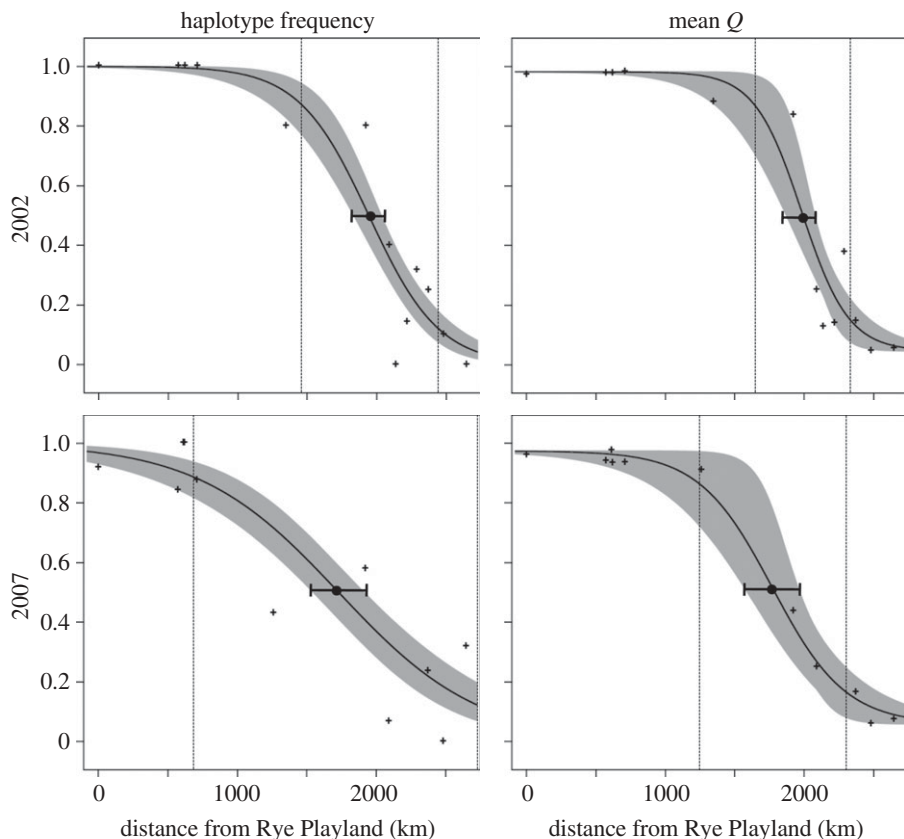 haplotype frequency
mean Q
1.0
0.8
0.6
0.4
0.2
0
2002
1.0
0.8
0.6
0.4
0.2
0
2007
0 1000 2000
0 1000 2000
distance from Rye Playland (km)
distance from Rye Playland (km)